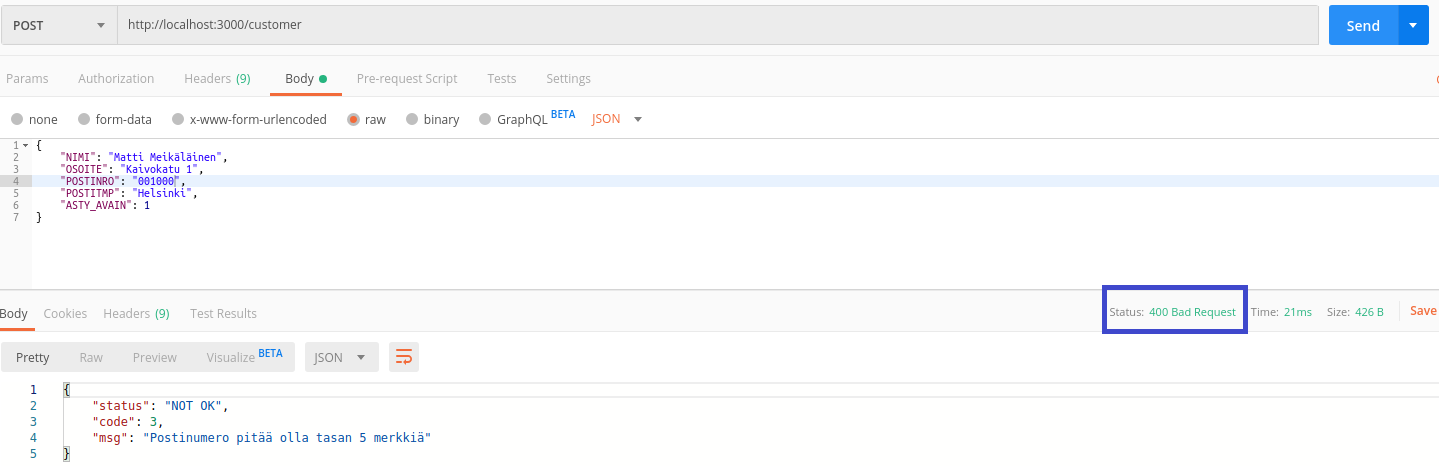 POST http://localhost:3000/customer Send
Params Authorization Headers (9) Body Pre-request Script Tests Settings
none form-data x-www-form-urlencoded raw binary GraphQL BETA JSON
1 {
2 "NIMI": "Matti Meikäläinen",
3 "OSOITE": "Kaivokatu 1",
4 "POSTINRO": "001000",
5 "POSTITMP": "Helsinki",
6 "ASTY_AVAIN": 1
7 }
Body Cookies Headers (9) Test Results Status: 400 Bad Request Time: 21ms Size: 426 B Save
Pretty Raw Preview Visualize BETA JSON
1 {
2 "status": "NOT OK",
3 "code": 3,
4 "msg": "Postinumero pitää olla tasan 5 merkkiä"
5 }